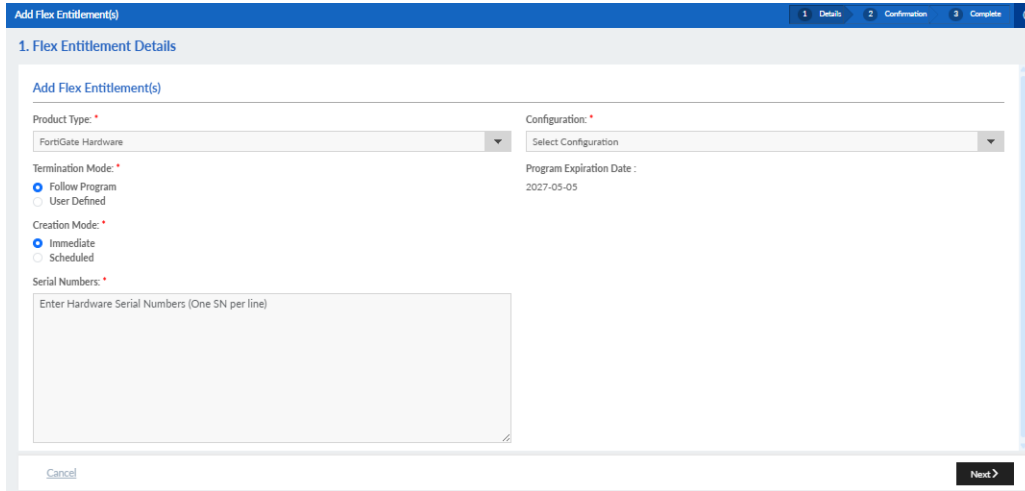 Add Flex Entitlement(s)
1 Details 2 Confirmation 3 Complete
1. Flex Entitlement Details
Add Flex Entitlement(s)
Product Type: *
FortiGate Hardware
Configuration: *
Select Configuration
Termination Mode: *
Follow Program
User Defined
Program Expiration Date :
2027-05-05
Creation Mode: *
Immediate
Scheduled
Serial Numbers: *
Enter Hardware Serial Numbers (One SN per line)
Cancel
Next